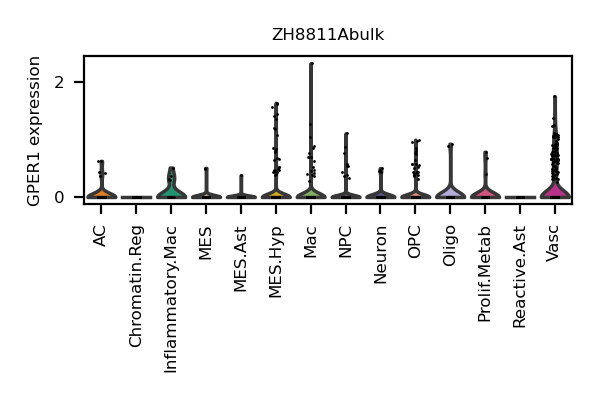 ZH8811Abulk
GPER1 expression
2
0
AC
Chromatin.Reg
Inflammatory.Mac
MES
MES.Ast
MES.Hyp
Mac
NPC
Neuron
OPC
Oligo
Prolif.Metab
Reactive.Ast
Vasc